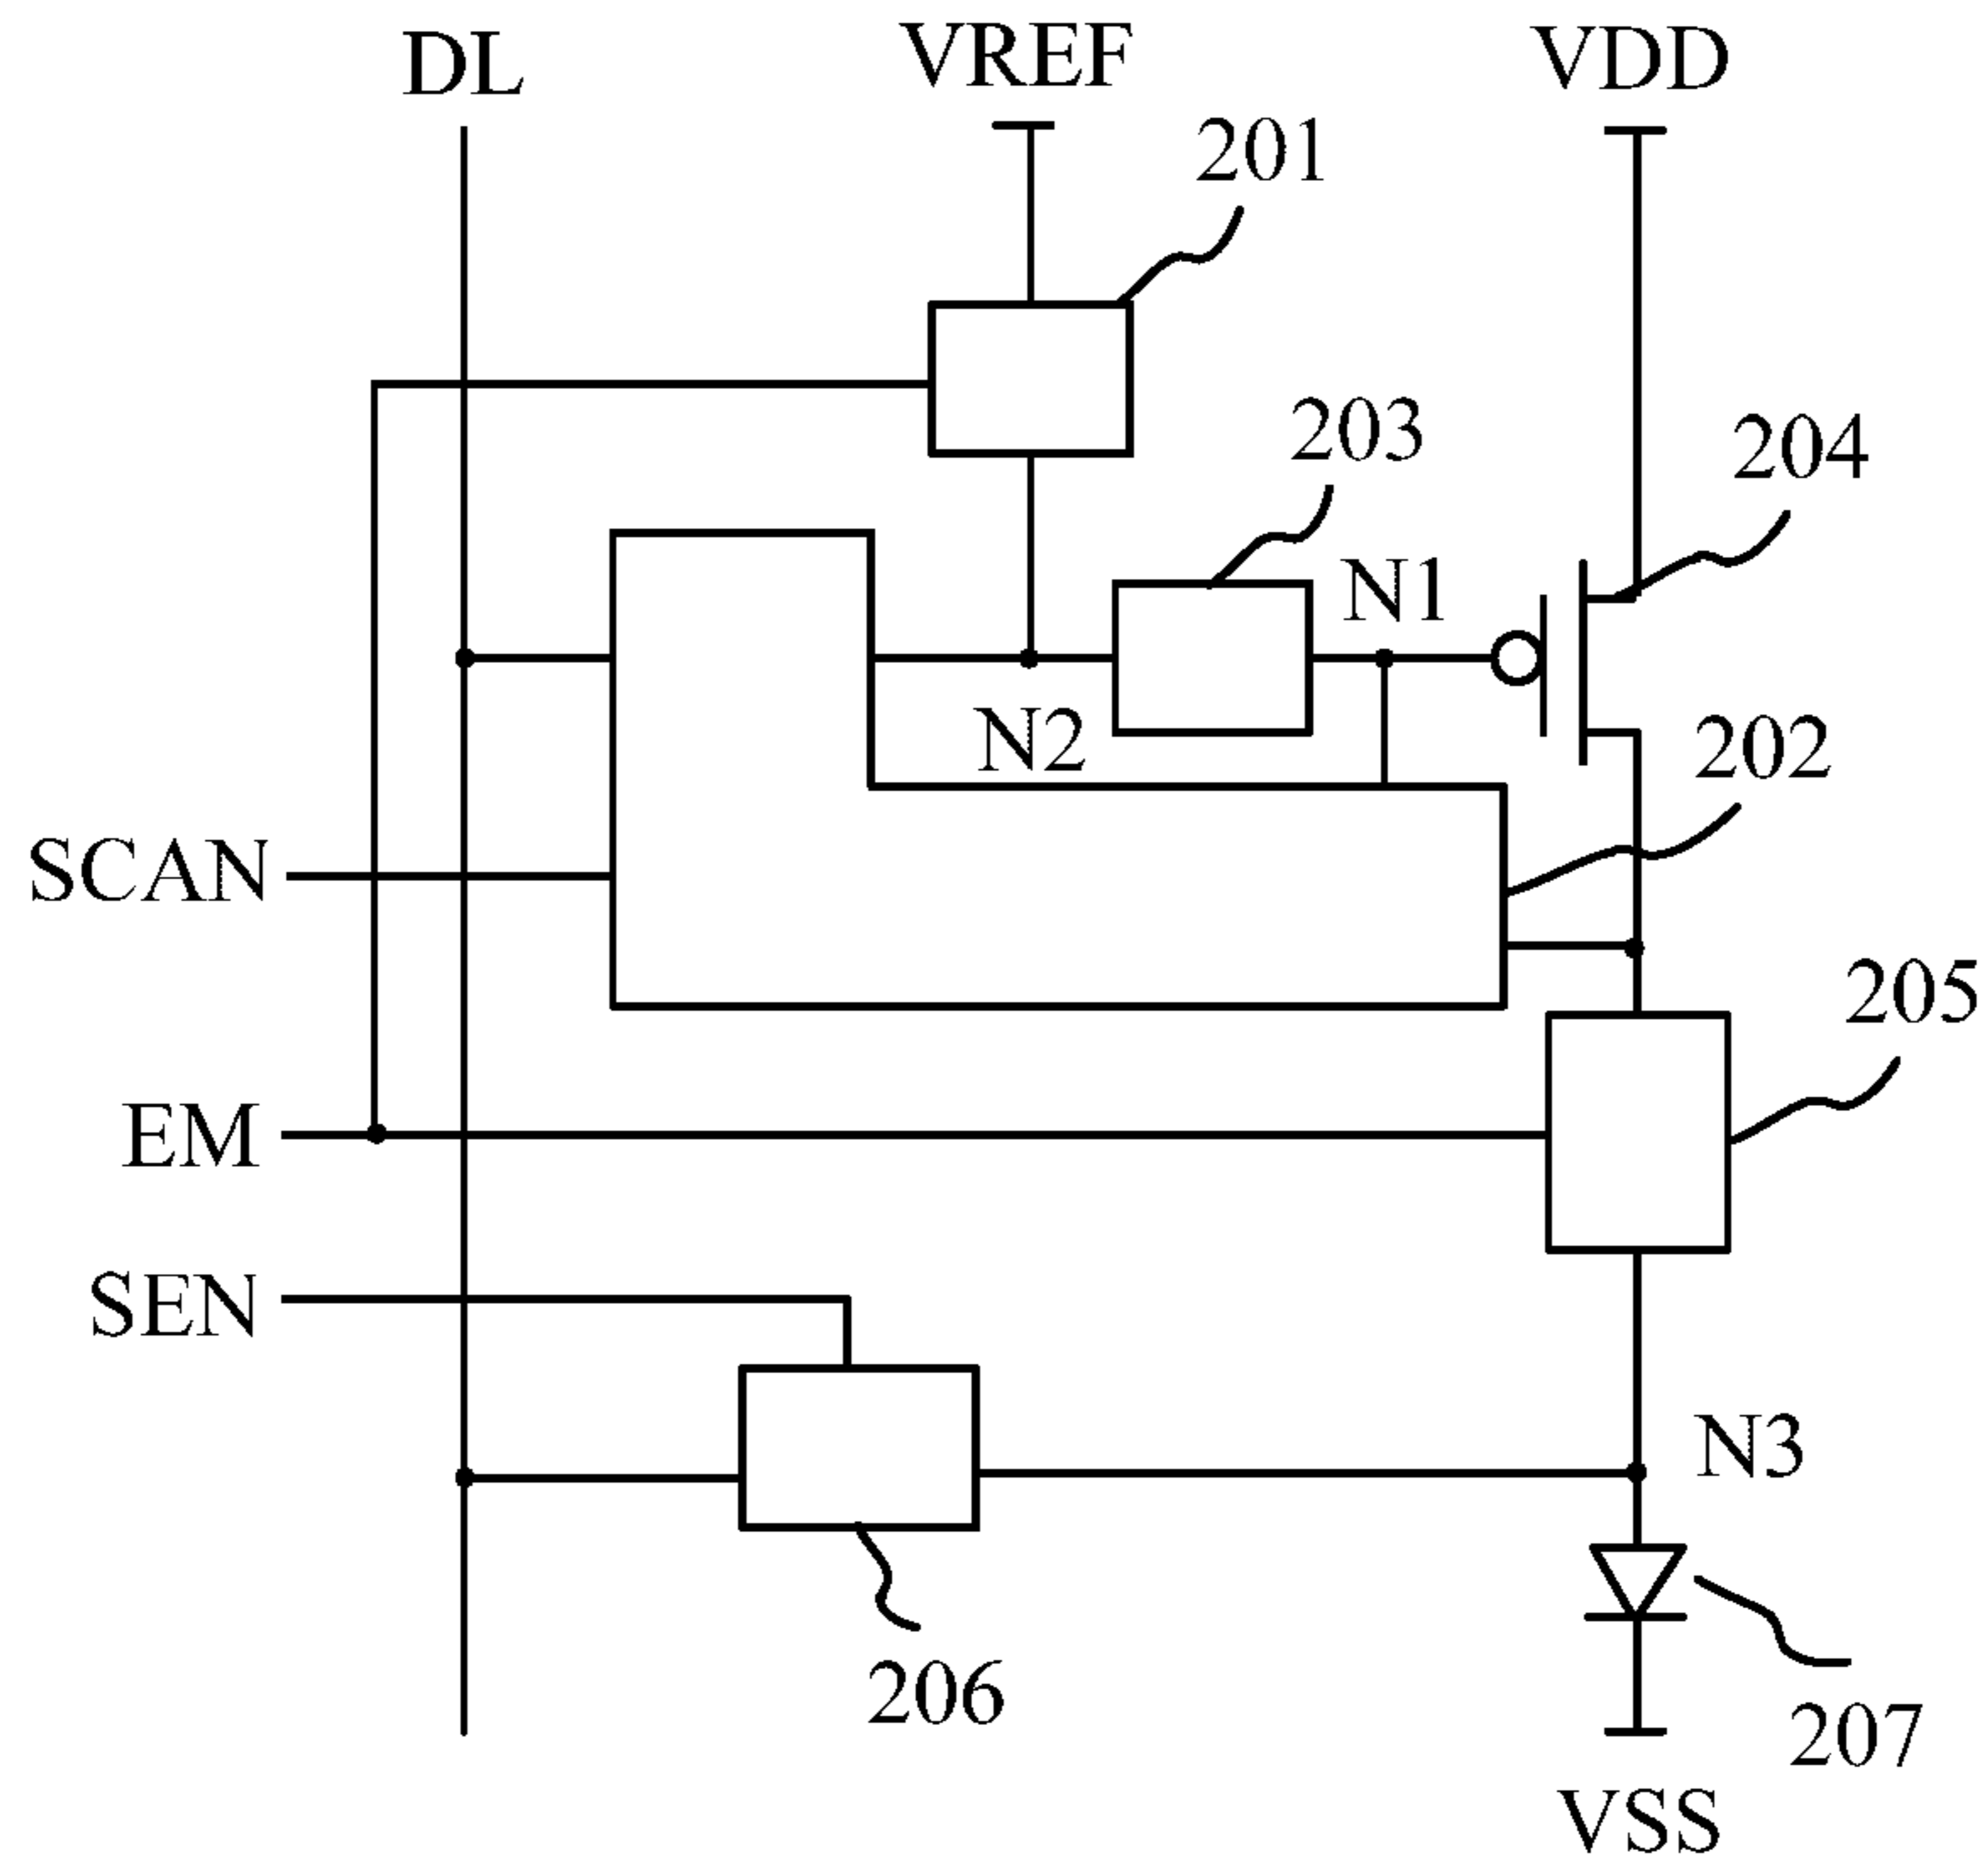 DL
VREF
VDD
201
203
204
N1
N2
202
SCAN
205
EM
SEN
N3
206
207
VSS